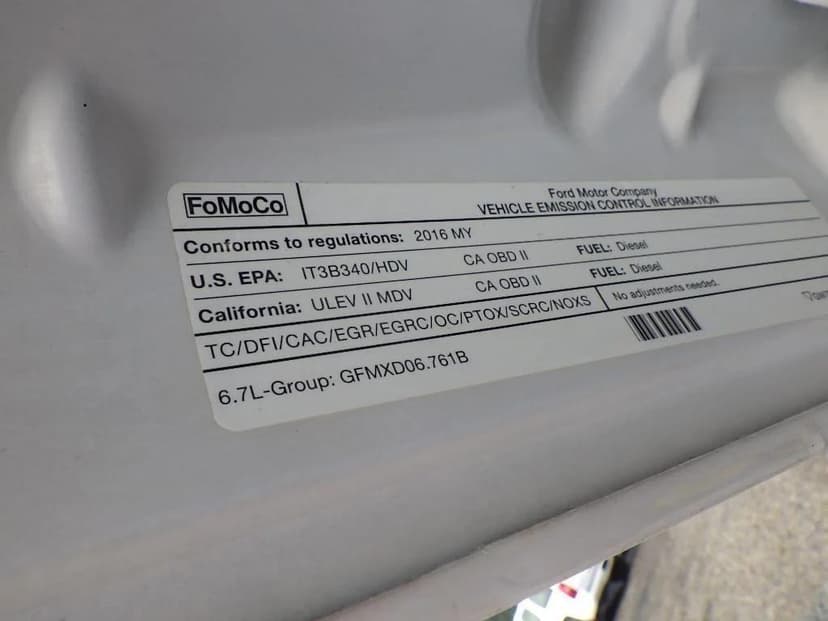 FoMoCo
Ford Motor Company
VEHICLE EMISSION CONTROL INFORMATION
Conforms to regulations: 2016 MY
U.S. EPA: IT3B340/HDV CA OBD II FUEL: Diesel
California: ULEV II MDV CA OBD II FUEL: Diesel
TC/DFI/CAC/EGR/EGRC/OC/PTOX/SCRC/NOXS No adjustments needed.
6.7L-Group: GFMXD06.761B